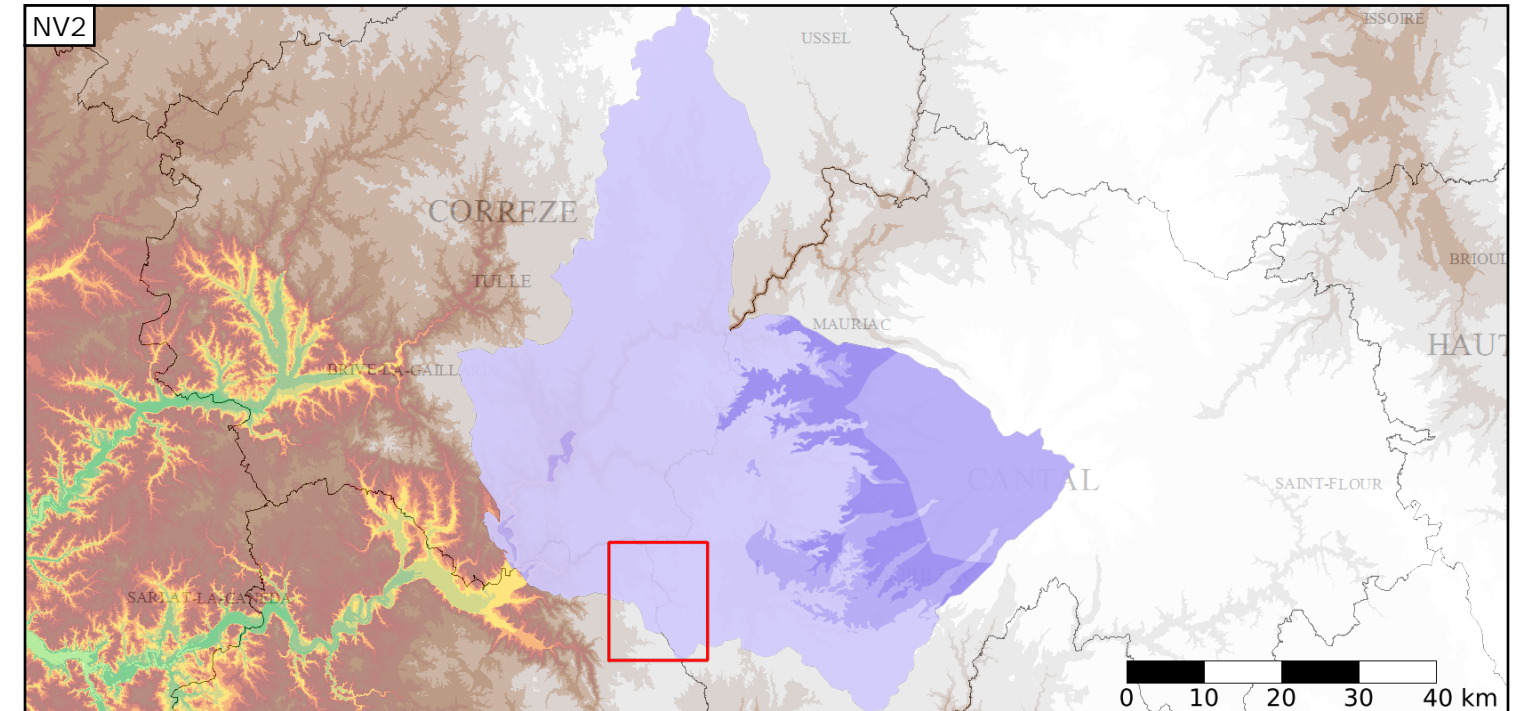 NV2
ISSOIRE
USSEL
CORREZE
BRIOUD
TULLE
MAURIAC
HAUT
BRIVE-LA-GAILLARDE
CANTAL
SAINT-FLOUR
SARLAT-LA-CANEDA
0 10 20 30 40 km